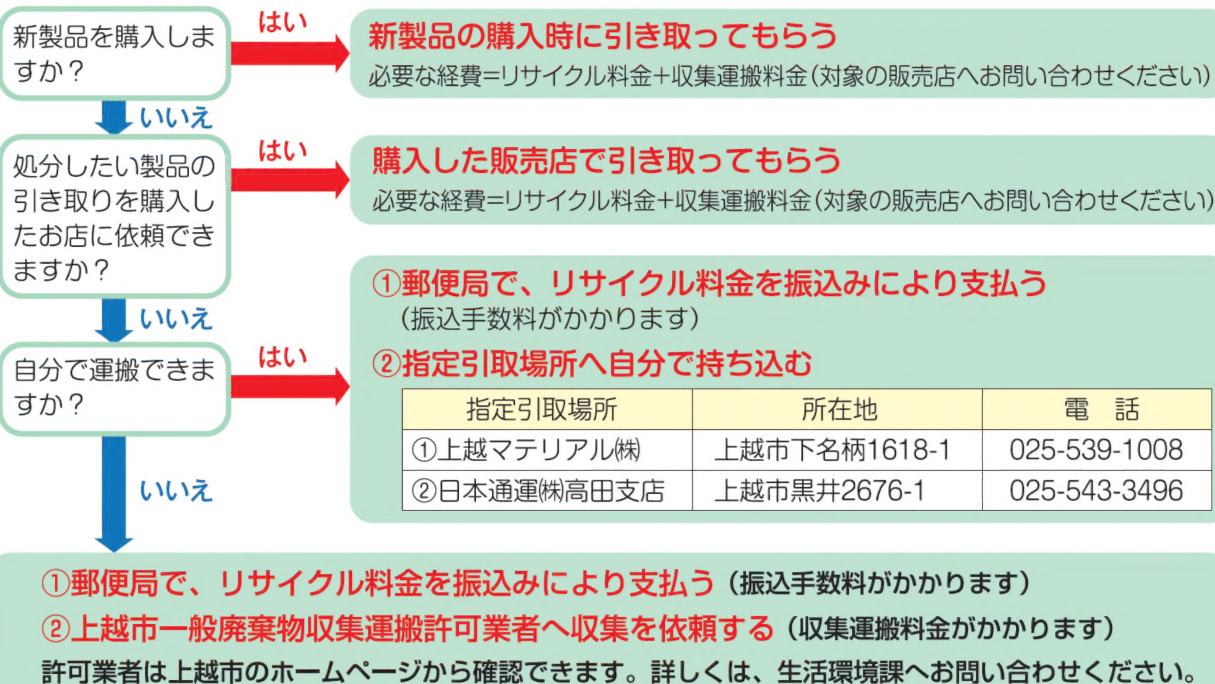 新製品を購入しま
すか？
はい
新製品の購入時に引き取ってもらう
必要な経費=リサイクル料金+収集運搬料金(対象の販売店へお問い合わせください)
いいえ
処分したい製品の
引き取りを購入し
たお店に依頼でき
ますか？
はい
購入した販売店で引き取ってもらう
必要な経費=リサイクル料金+収集運搬料金(対象の販売店へお問い合わせください)
いいえ
自分で運搬できま
すか？
はい
①郵便局で、リサイクル料金を振込みにより支払う
（振込手数料がかかります）
②指定引取場所へ自分で持ち込む
指定引取場所 所在地 電　話
①上越マテリアル㈱ 上越市下名柄1618-1 025-539-1008
②日本通運㈱高田支店 上越市黒井2676-1 025-543-3496
いいえ
①郵便局で、リサイクル料金を振込みにより支払う（振込手数料がかかります）
②上越市一般廃棄物収集運搬許可業者へ収集を依頼する（収集運搬料金がかかります）
許可業者は上越市のホームページから確認できます。詳しくは、生活環境課へお問い合わせください。